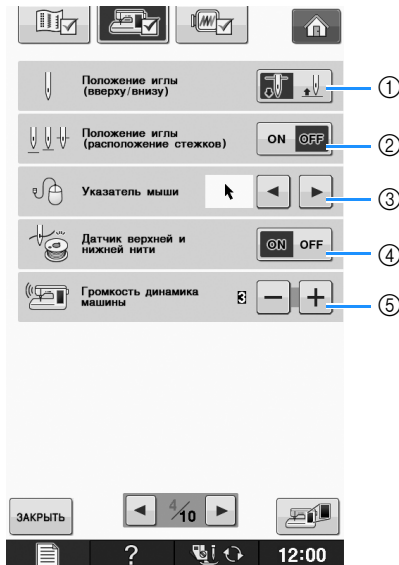 Положение иглы
(вверху/внизу)
①
Положение иглы
(расположение стежков)
ON OFF
②
Указатель мыши
③
Датчик верхней и
нижней нити
ON OFF
④
Громкость динамика
машины
3 − +
⑤
ЗАКРЫТЬ
4/10
? 12:00